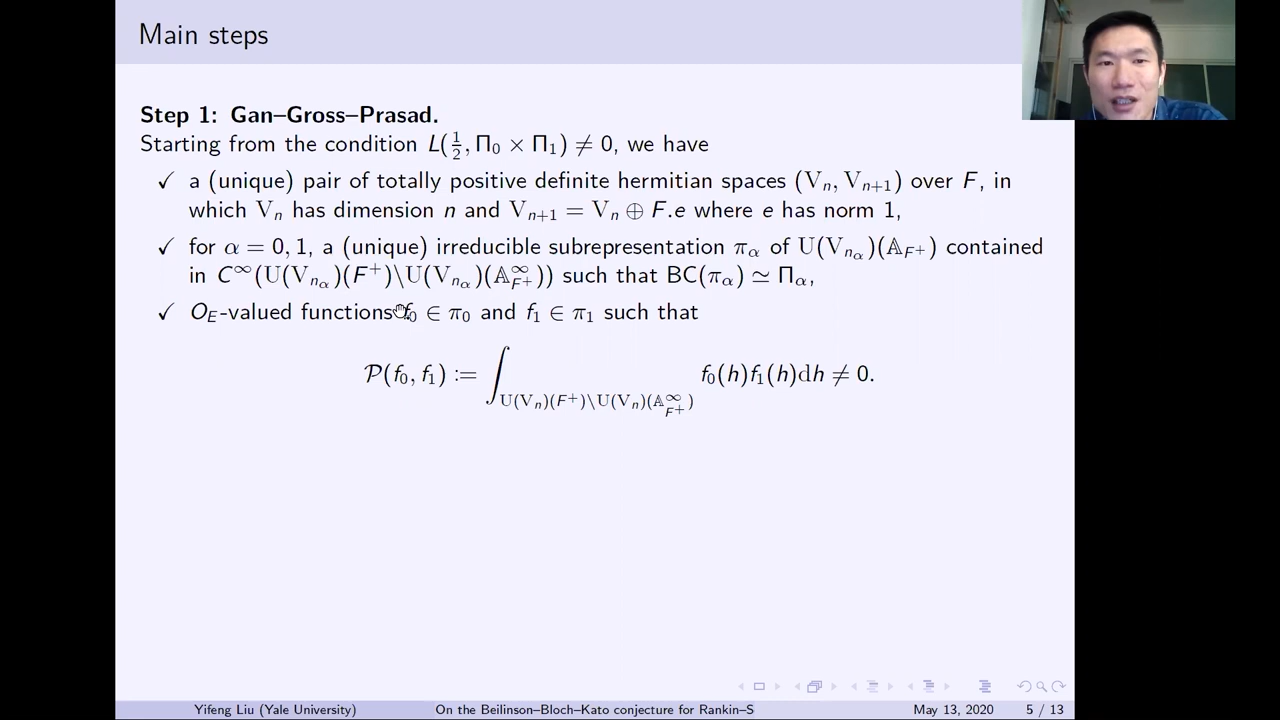 Main steps
Step 1: Gan–Gross–Prasad.
Starting from the condition L(½, Π₀ × Π₁) ≠ 0, we have
✓ a (unique) pair of totally positive definite hermitian spaces (Vₙ, Vₙ₊₁) over F, in
which Vₙ has dimension n and Vₙ₊₁ = Vₙ ⊕ F.e where e has norm 1,
✓ for α = 0, 1, a (unique) irreducible subrepresentation π_α of U(V_{n_α})(𝔸_{F⁺}) contained
in C^∞(U(V_{n_α})(F⁺)\U(V_{n_α})(𝔸^∞_{F⁺})) such that BC(π_α) ≃ Π_α,
✓ O_E-valued functions f₀ ∈ π₀ and f₁ ∈ π₁ such that
𝒫(f₀, f₁) := ∫_{U(Vₙ)(F⁺)\U(Vₙ)(𝔸^∞_{F⁺})} f₀(h)f₁(h)dh ≠ 0.
Yifeng Liu (Yale University) On the Beilinson–Bloch–Kato conjecture for Rankin–S May 13, 2020 5 / 13